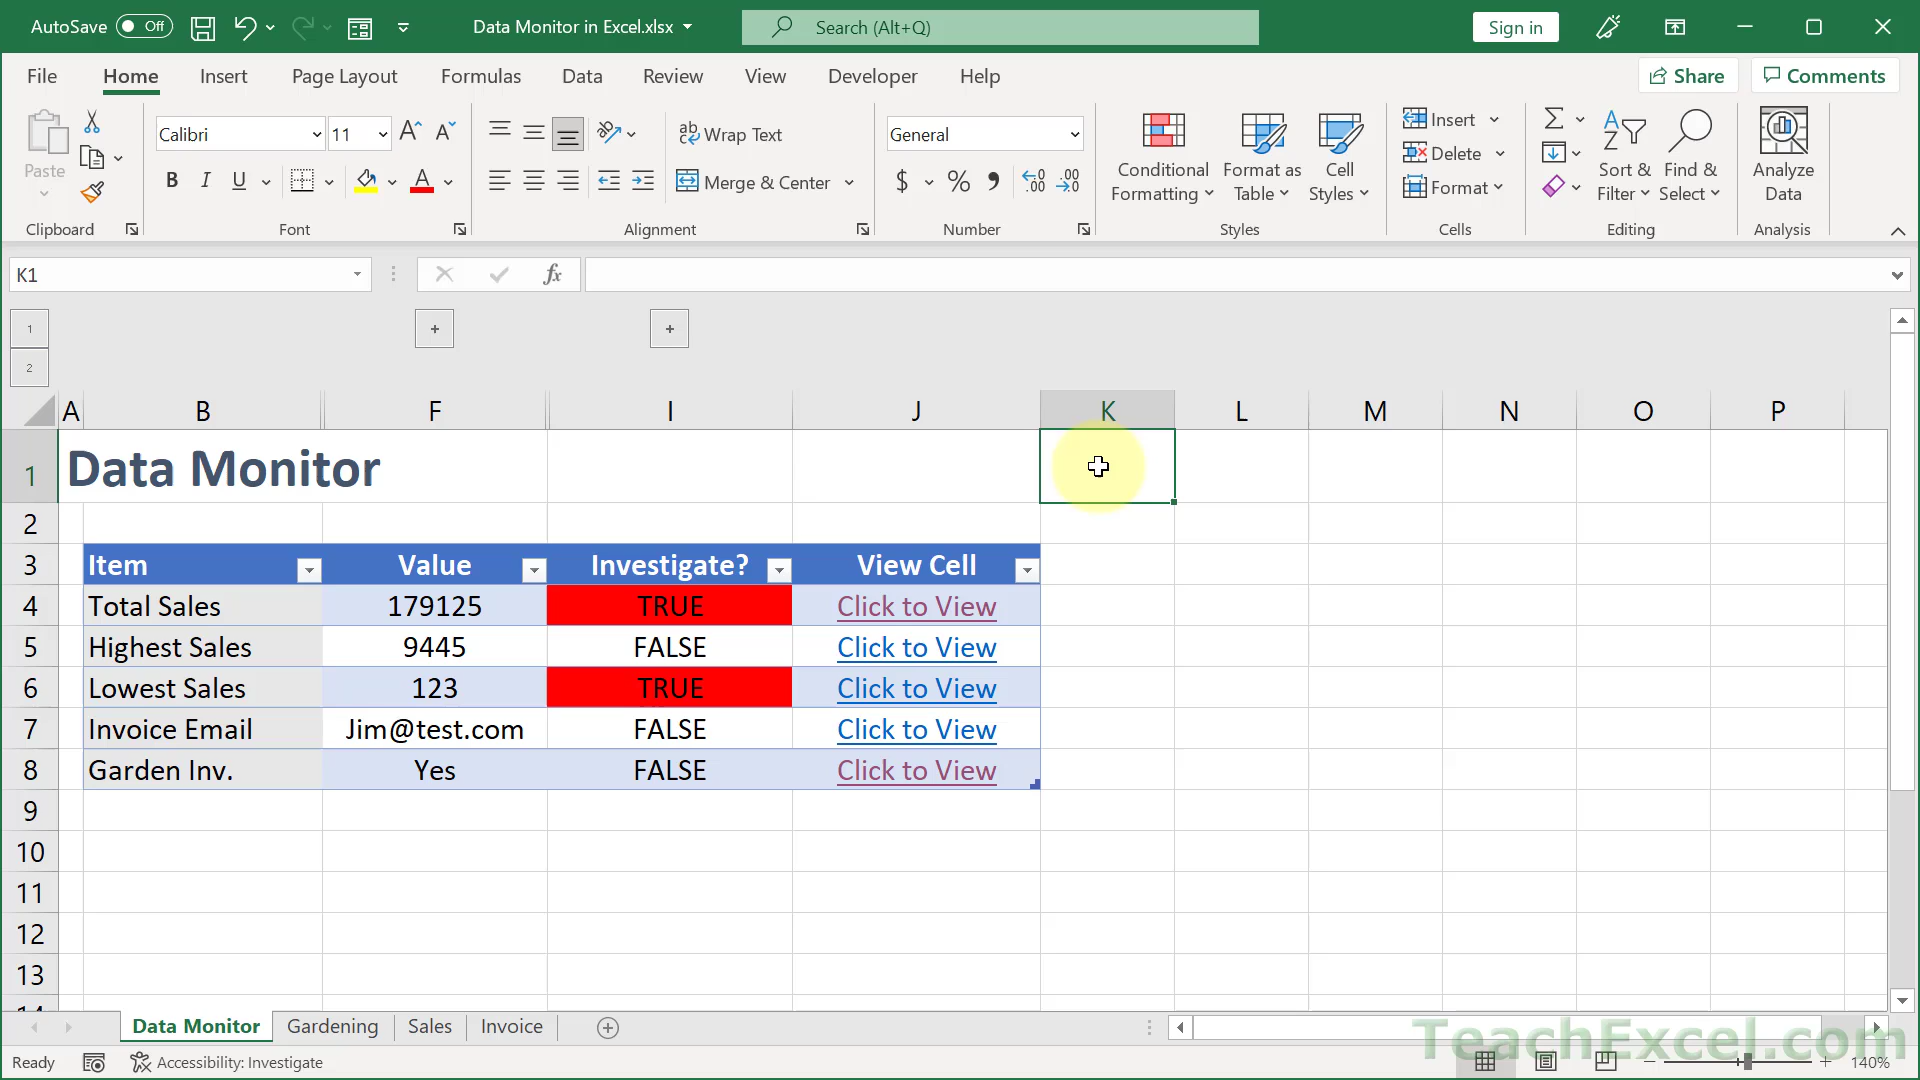 AutoSave Off Data Monitor in Excel.xlsx Search (Alt+Q) Sign in
File Home Insert Page Layout Formulas Data Review View Developer Help Share Comments
Paste Calibri 11 Wrap Text General Conditional Formatting Format as Table Cell Styles Insert Sort & Filter Find & Select Analyze Data
Delete
B I U Merge & Center $ % Format
Clipboard Font Alignment Number Styles Cells Editing Analysis
K1 fx
1 + +
2
A B F I J K L M N O P
1 Data Monitor
2
3 Item Value Investigate? View Cell
4 Total Sales 179125 TRUE Click to View
5 Highest Sales 9445 FALSE Click to View
6 Lowest Sales 123 TRUE Click to View
7 Invoice Email Jim@test.com FALSE Click to View
8 Garden Inv. Yes FALSE Click to View
9
10
11
12
13
14
Data Monitor Gardening Sales Invoice
TeachExcel.com
Ready Accessibility: Investigate 140%